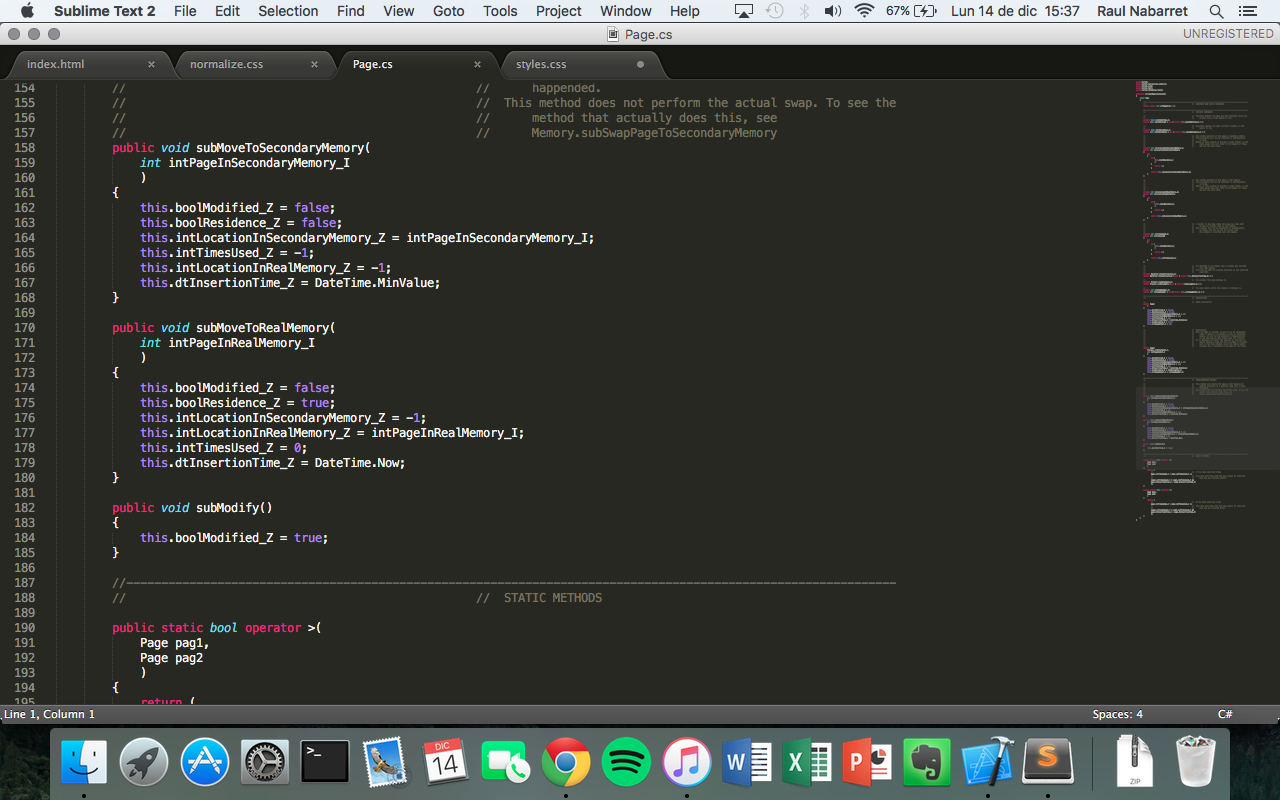 Sublime Text 2 File Edit Selection Find View Goto Tools Project Window Help 67% Lun 14 de dic 15:37 Raul Nabarret
Page.cs UNREGISTERED
index.html × normalize.css × Page.cs × styles.css
154 // // happended.
155 // // This method does not perform the actual swap. To see the
156 // // method that actually does this, see
157 // // Memory.subSwapPageToSecondaryMemory
158 public void subMoveToSecondaryMemory(
159 int intPageInSecondaryMemory_I
160 )
161 {
162 this.boolModified_Z = false;
163 this.boolResidence_Z = false;
164 this.intLocationInSecondaryMemory_Z = intPageInSecondaryMemory_I;
165 this.intTimesUsed_Z = -1;
166 this.intLocationInRealMemory_Z = -1;
167 this.dtInsertionTime_Z = DateTime.MinValue;
168 }
169
170 public void subMoveToRealMemory(
171 int intPageInRealMemory_I
172 )
173 {
174 this.boolModified_Z = false;
175 this.boolResidence_Z = true;
176 this.intLocationInSecondaryMemory_Z = -1;
177 this.intLocationInRealMemory_Z = intPageInRealMemory_I;
178 this.intTimesUsed_Z = 0;
179 this.dtInsertionTime_Z = DateTime.Now;
180 }
181
182 public void subModify()
183 {
184 this.boolModified_Z = true;
185 }
186
187 //--------------------------------------------------------------------------------------------------------------
188 // // STATIC METHODS
189
190 public static bool operator >(
191 Page pag1,
192 Page pag2
193 )
194 {
195 return (
Line 1, Column 1 Spaces: 4 C#
>_
DIC
14
W X P S
ZIP